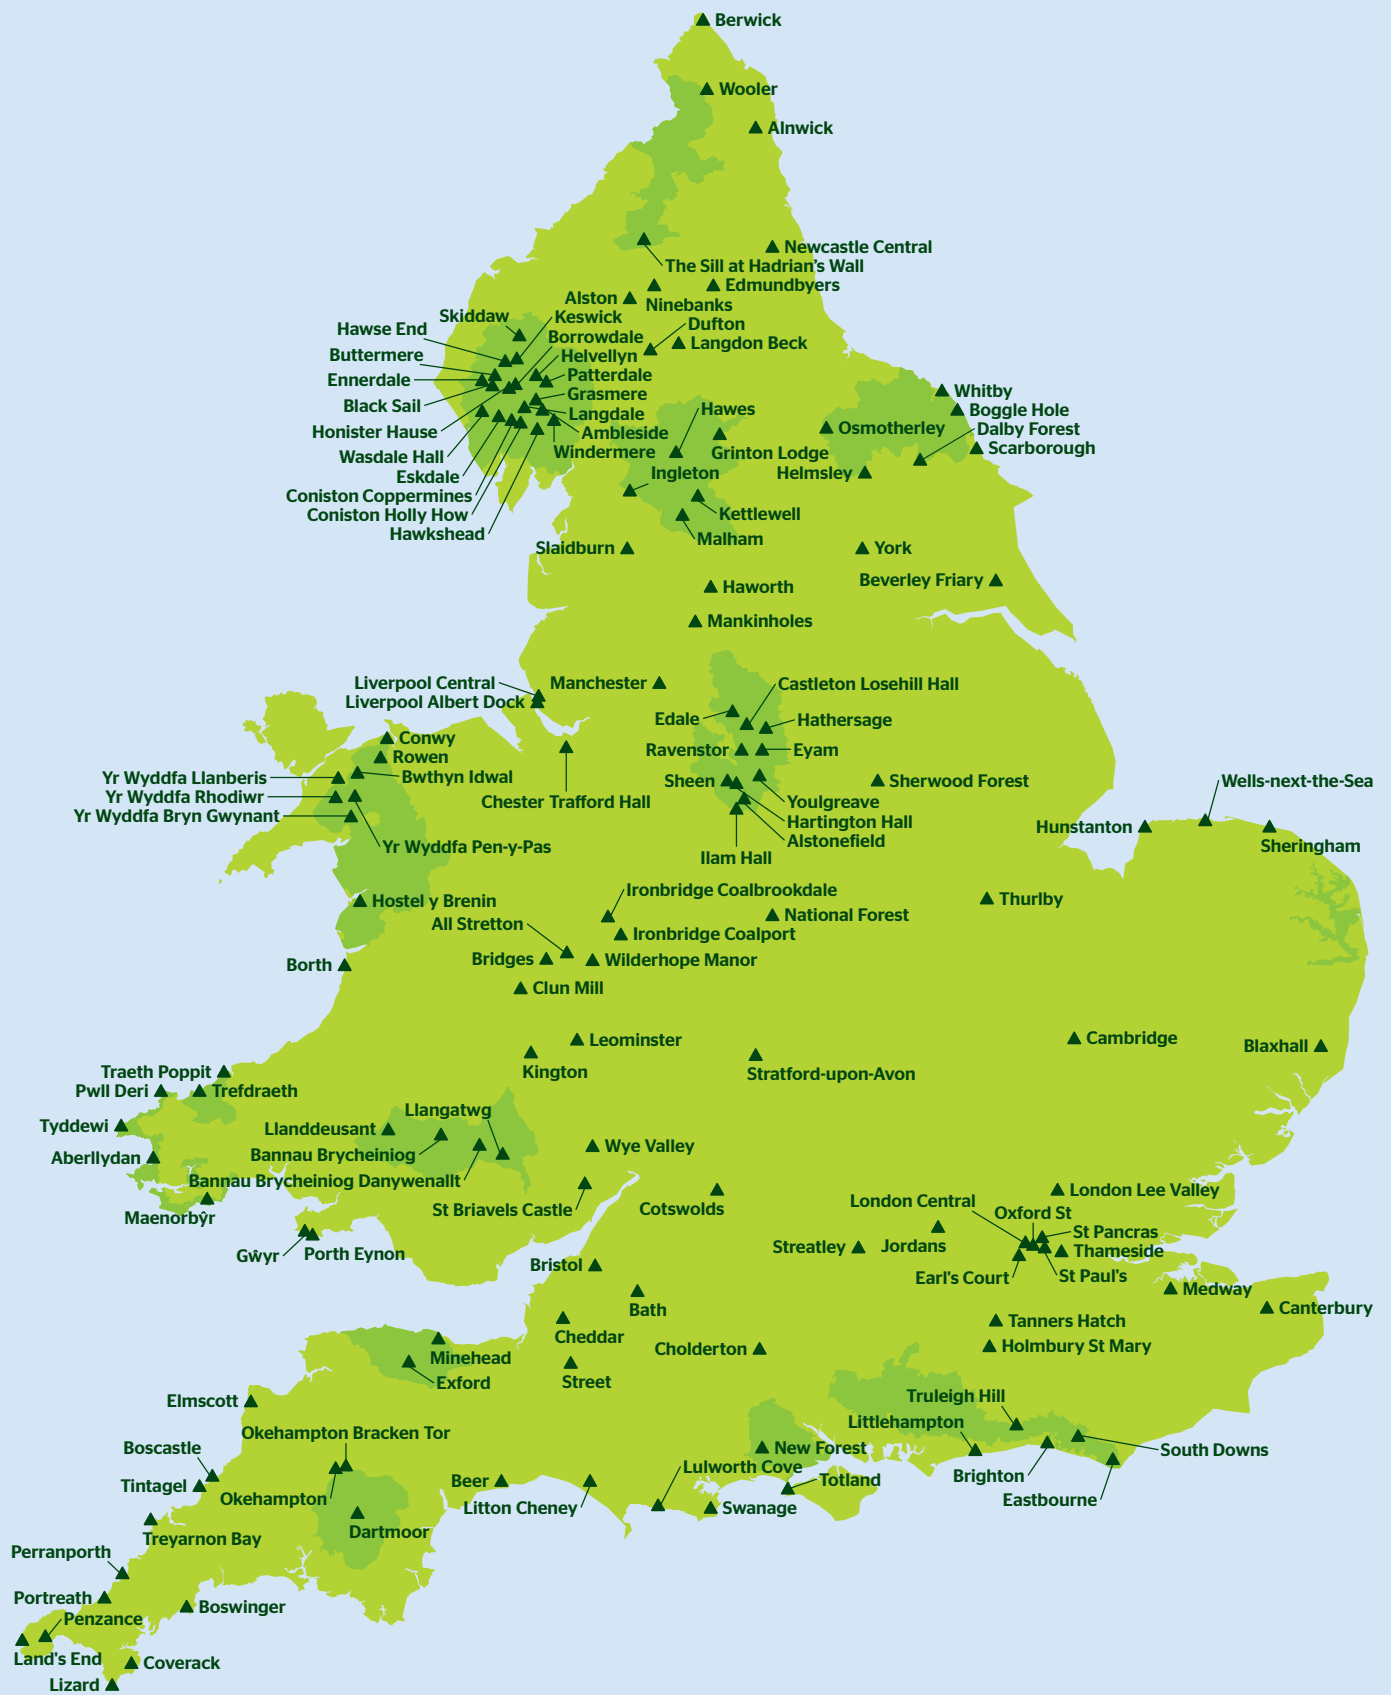 Berwick
Wooler
Alnwick
Newcastle Central
The Sill at Hadrian's Wall
Edmundbyers
Alston
Ninebanks
Skiddaw
Keswick
Dufton
Hawse End
Borrowdale
Langdon Beck
Buttermere
Helvellyn
Ennerdale
Patterdale
Whitby
Grasmere
Black Sail
Hawes
Boggle Hole
Langdale
Osmotherley
Dalby Forest
Honister Hause
Ambleside
Scarborough
Wasdale Hall
Windermere
Grinton Lodge
Eskdale
Ingleton
Helmsley
Coniston Coppermines
Coniston Holly How
Kettlewell
Hawkshead
Malham
Slaidburn
York
Beverley Friary
Haworth
Mankinholes
Liverpool Central
Manchester
Castleton Losehill Hall
Liverpool Albert Dock
Edale
Hathersage
Conwy
Rowen
Ravenstor
Eyam
Yr Wyddfa Llanberis
Bwthyn Idwal
Sheen
Sherwood Forest
Wells-next-the-Sea
Yr Wyddfa Rhodiwr
Chester Trafford Hall
Youlgreave
Yr Wyddfa Bryn Gwynant
Hartington Hall
Hunstanton
Yr Wyddfa Pen-y-Pas
Alstonefield
Sheringham
Ilam Hall
Ironbridge Coalbrookdale
Hostel y Brenin
Thurlby
All Stretton
National Forest
Ironbridge Coalport
Borth
Bridges
Wilderhope Manor
Clun Mill
Leominster
Cambridge
Blaxhall
Kington
Stratford-upon-Avon
Traeth Poppit
Pwll Deri
Trefdraeth
Llangatwg
Tyddewi
Llanddeusant
Wye Valley
Aberllydan
Bannau Brycheiniog
Bannau Brycheiniog Danywenallt
London Lee Valley
Maenorbŷr
St Briavels Castle
Cotswolds
London Central
Oxford St
St Pancras
Gŵyr
Porth Eynon
Streatley
Jordans
Thameside
Bristol
Earl's Court
St Paul's
Medway
Bath
Canterbury
Cheddar
Tanners Hatch
Cholderton
Holmbury St Mary
Minehead
Exford
Street
Elmscott
Truleigh Hill
Littlehampton
Okehampton Bracken Tor
Boscastle
New Forest
South Downs
Lulworth Cove
Brighton
Tintagel
Beer
Totland
Okehampton
Litton Cheney
Swanage
Eastbourne
Treyarnon Bay
Dartmoor
Perranporth
Portreath
Boswinger
Penzance
Land's End
Coverack
Lizard